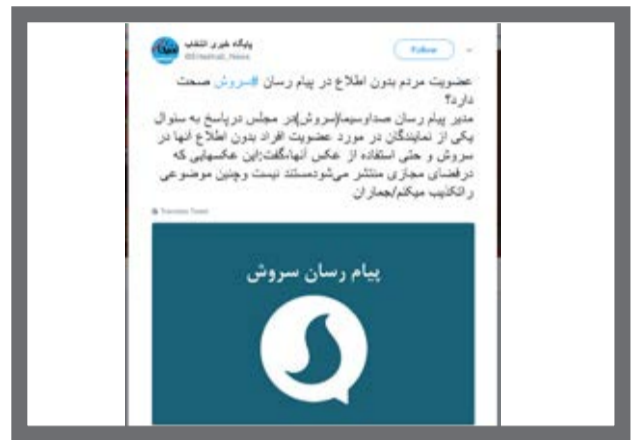 پایگاه خبری انتخاب
@Entekhab_News
Follow
عضویت مردم بدون اطلاع در پیام رسان #سروش صحت
دارد؟
مدیر پیام رسان صداوسیما(سروش)در مجلس درپاسخ به سئوال
یکی از نمایندگان در مورد عضویت افراد بدون اطلاع آنها در
سروش و حتی استفاده از عکس آنها،گفت:این عکسهایی که
درفضای مجازی منتشر می‌شودمستند نیست وچنین موضوعی
راتکذیب میکنم/جماران
Translate Tweet
پیام رسان سروش